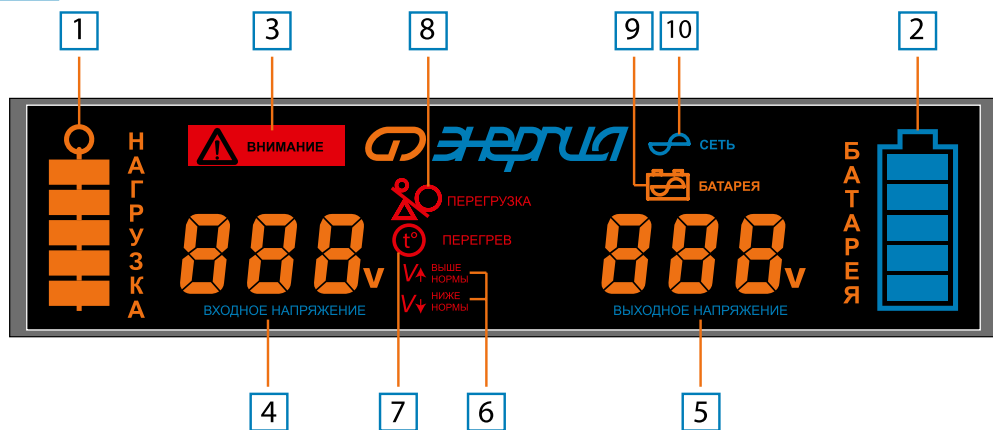 1
3
8
9
10
2
НАГРУЗКА
ВНИМАНИЕ
энергия
СЕТЬ
БАТАРЕЯ
ПЕРЕГРУЗКА
888v
t° ПЕРЕГРЕВ
888v
V ВЫШЕ
НОРМЫ
V НИЖЕ
НОРМЫ
ВХОДНОЕ НАПРЯЖЕНИЕ
ВЫХОДНОЕ НАПРЯЖЕНИЕ
БАТАРЕЯ
4
7
6
5